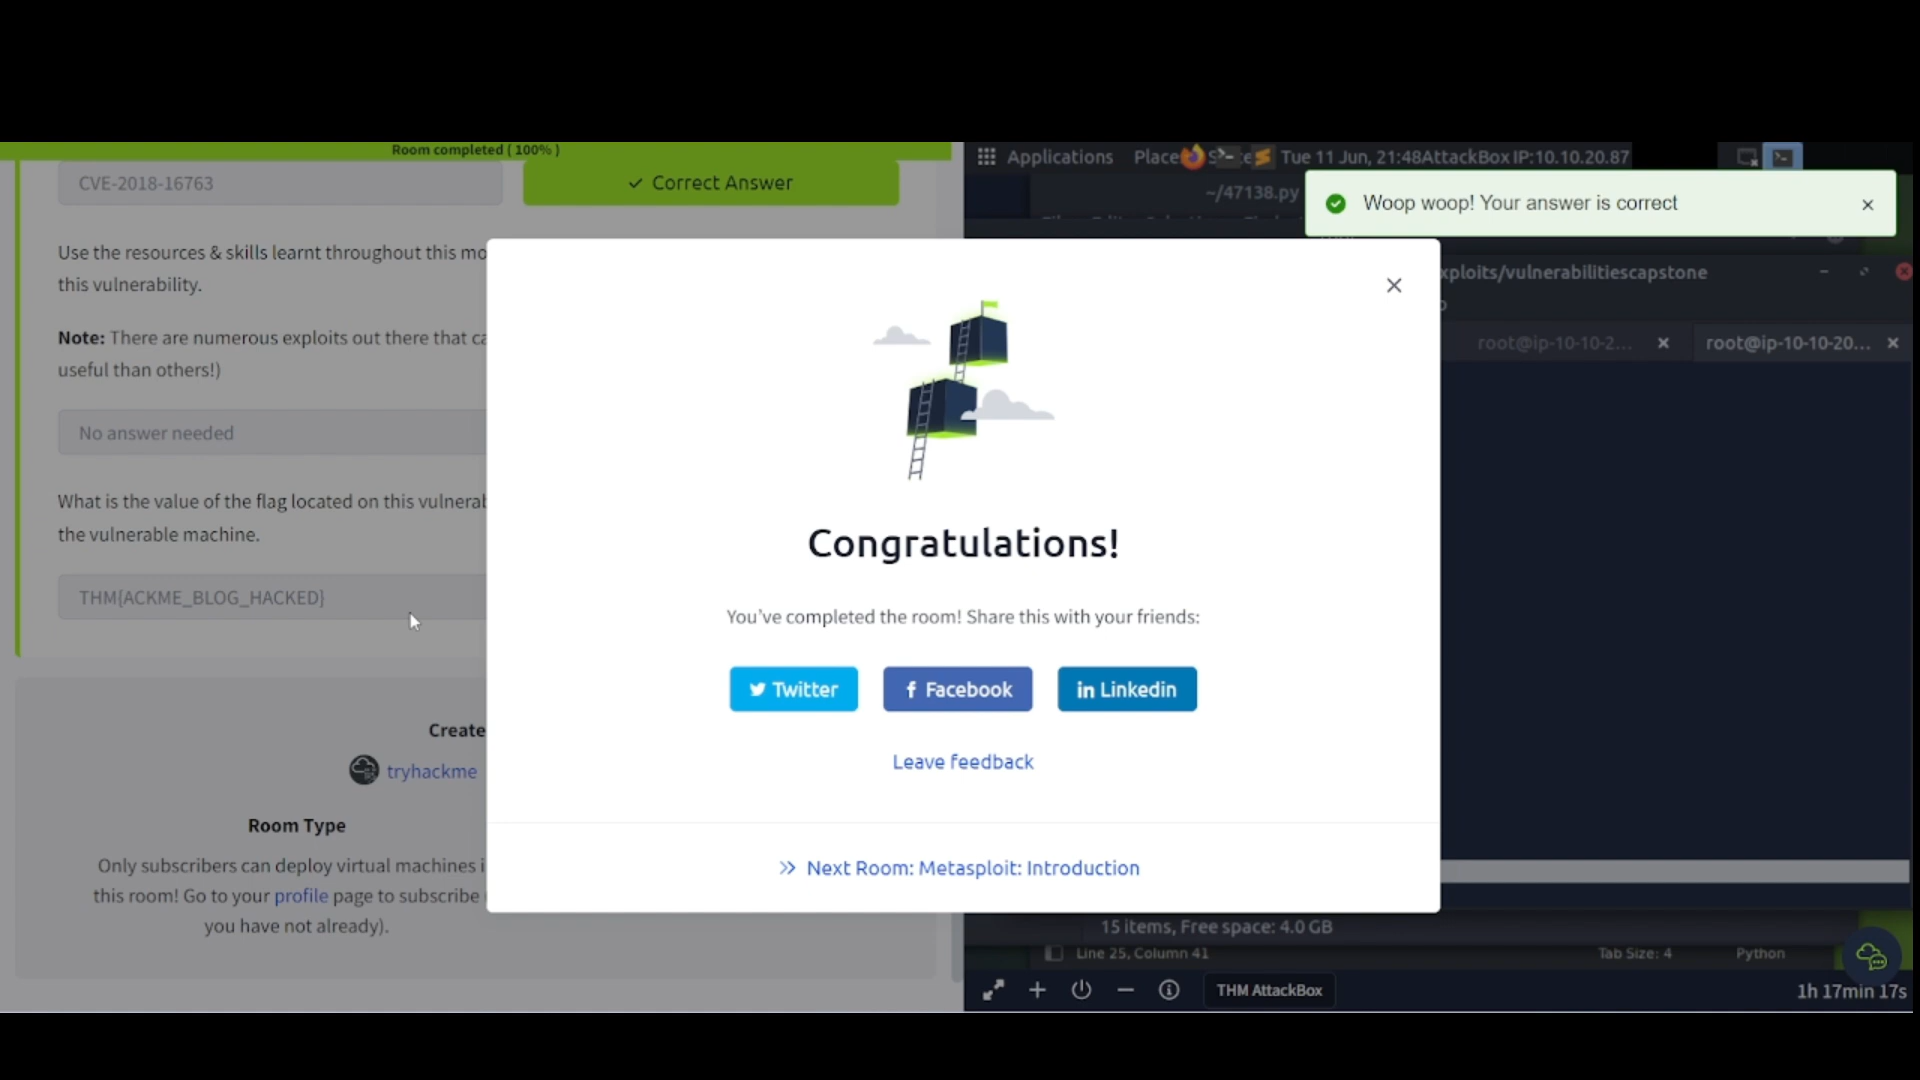 Room completed ( 100% )
CVE-2018-16763
Correct Answer
Use the resources & skills learnt throughout this mo
this vulnerability.
Note: There are numerous exploits out there that ca
useful than others!)
No answer needed
What is the value of the flag located on this vulnerab
the vulnerable machine.
THM{ACKME_BLOG_HACKED}
Create
tryhackme
Room Type
Only subscribers can deploy virtual machines i
this room! Go to your profile page to subscribe (
you have not already).
Applications
Place
Tue 11 Jun, 21:48
AttackBox IP:10.10.20.87
~/47138.py
Woop woop! Your answer is correct
xploits/vulnerabilitiescapstone
root@ip-10-10-2...
root@ip-10-10-20...
Congratulations!
You've completed the room! Share this with your friends:
Twitter
Facebook
in Linkedin
Leave feedback
Next Room: Metasploit: Introduction
15 items, Free space: 4.0 GB
Line 25, Column 41
Tab Size: 4
Python
THM AttackBox
1h 17min 17s